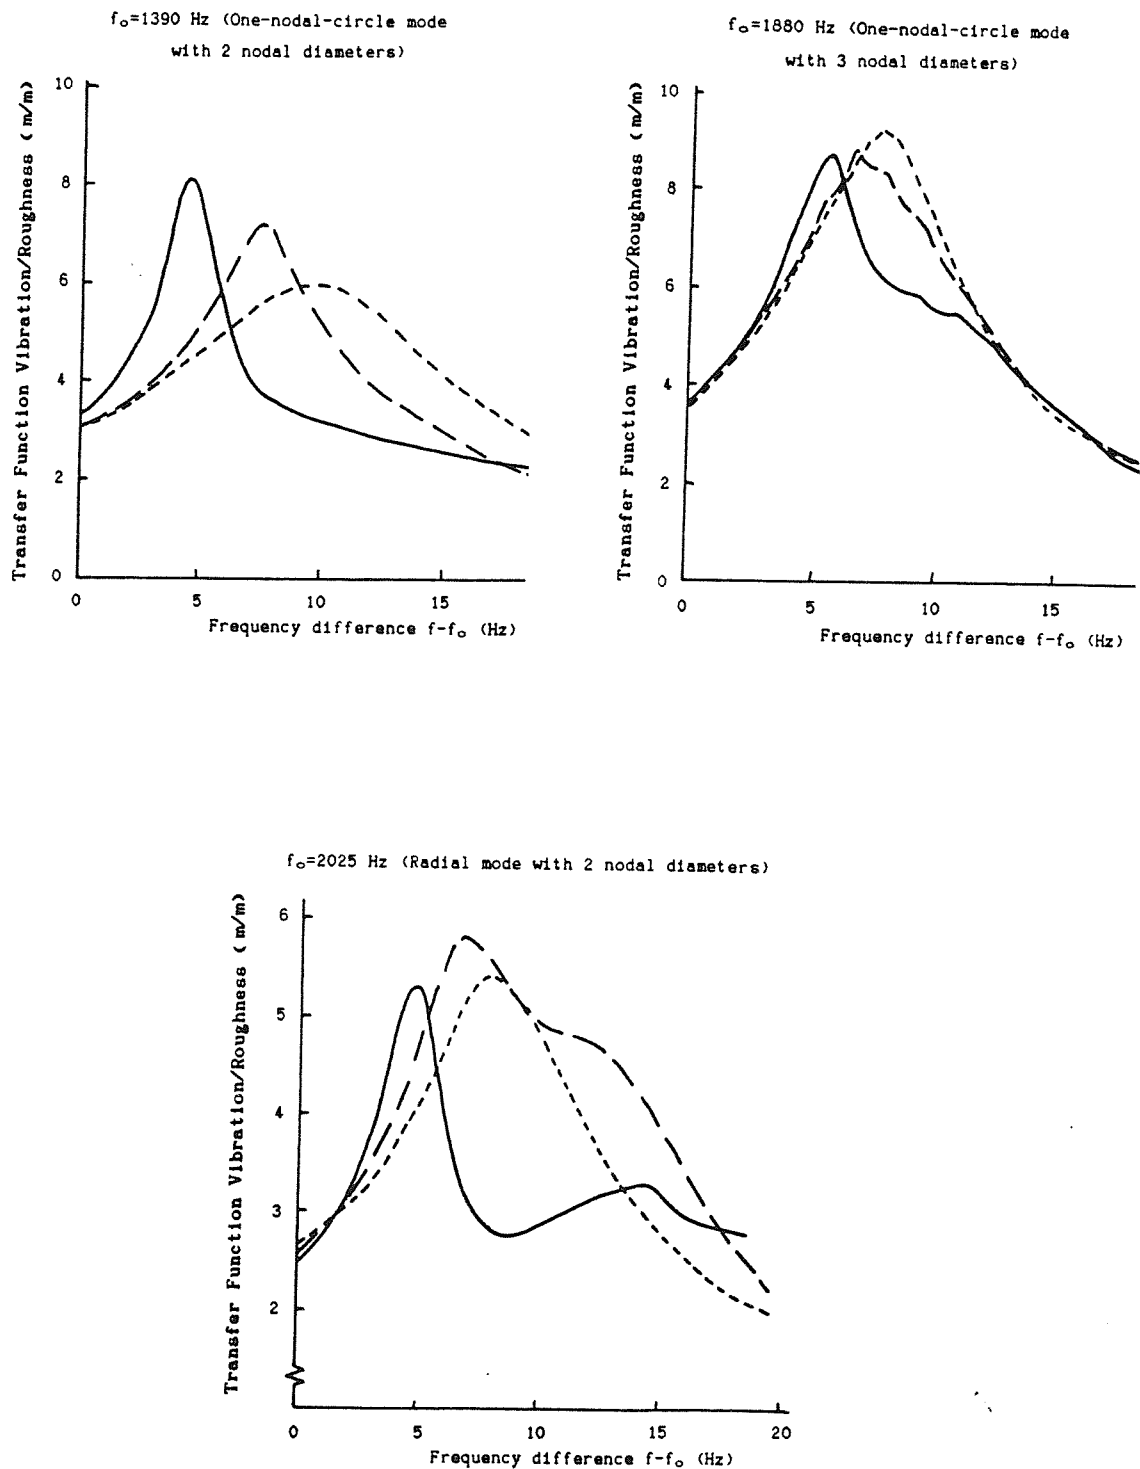 f₀=1390 Hz (One-nodal-circle mode
with 2 nodal diameters)
Transfer Function Vibration/Roughness (m/m)
10
8
6
4
2
0
0 5 10 15
Frequency difference f-f₀ (Hz)
f₀=1880 Hz (One-nodal-circle mode
with 3 nodal diameters)
Transfer Function Vibration/Roughness (m/m)
10
8
6
4
2
0
0 5 10 15
Frequency difference f-f₀ (Hz)
f₀=2025 Hz (Radial mode with 2 nodal diameters)
Transfer Function Vibration/Roughness (m/m)
6
5
4
3
2
0 5 10 15 20
Frequency difference f-f₀ (Hz)